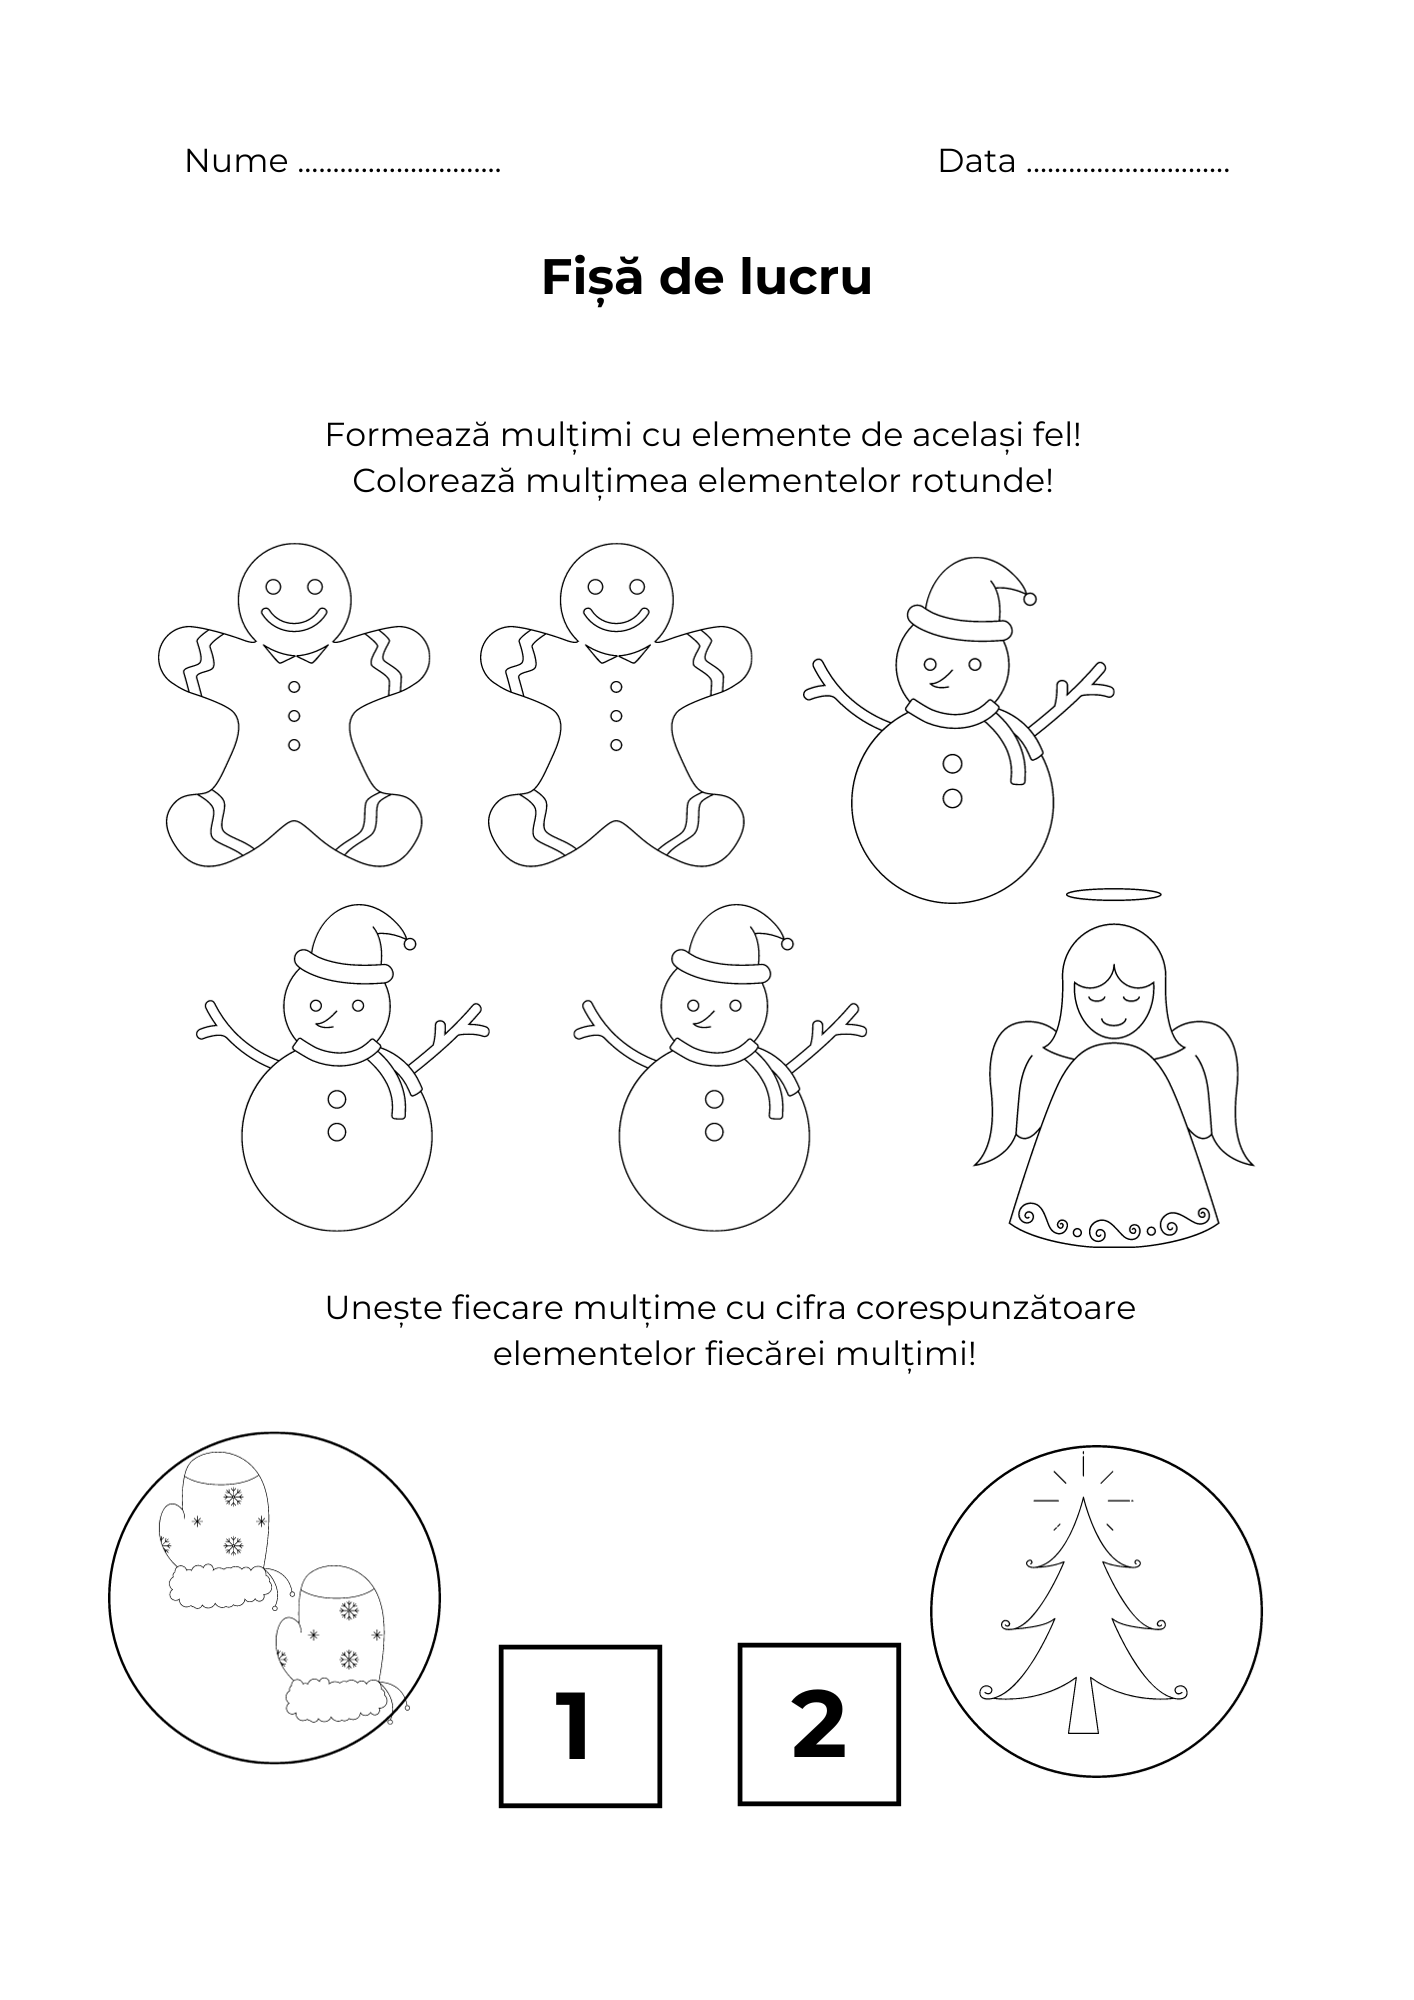 Nume .............................
Data .............................
Fișă de lucru
Formează mulțimi cu elemente de același fel!
Colorează mulțimea elementelor rotunde!
Unește fiecare mulțime cu cifra corespunzătoare
elementelor fiecărei mulțimi!
1
2